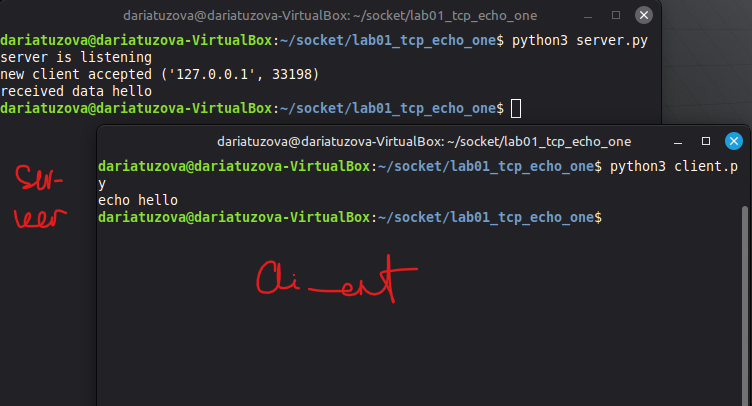 dariatuzova@dariatuzova-VirtualBox: ~/socket/lab01_tcp_echo_one
dariatuzova@dariatuzova-VirtualBox:~/socket/lab01_tcp_echo_one$ python3 server.py
server is listening
new client accepted ('127.0.0.1', 33198)
received data hello
dariatuzova@dariatuzova-VirtualBox:~/socket/lab01_tcp_echo_one$
dariatuzova@dariatuzova-VirtualBox: ~/socket/lab01_tcp_echo_one
dariatuzova@dariatuzova-VirtualBox:~/socket/lab01_tcp_echo_one$ python3 client.p
y
echo hello
dariatuzova@dariatuzova-VirtualBox:~/socket/lab01_tcp_echo_one$
Ser-
veer
Cli_ent